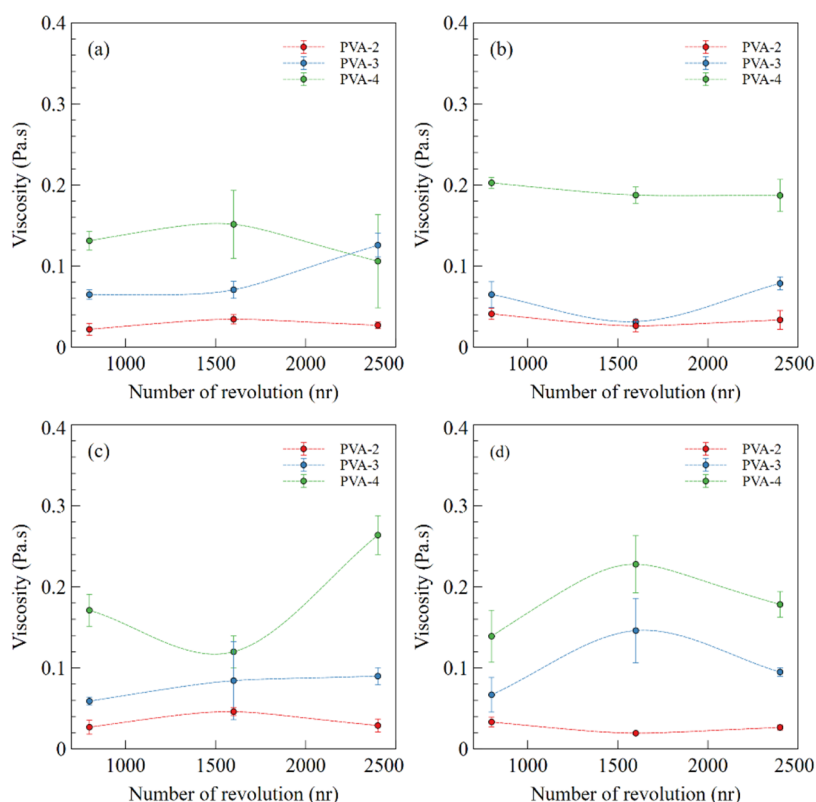 (a)
PVA-2
PVA-3
PVA-4
0.4
0.3
0.2
0.1
0
Viscosity (Pa.s)
1000 1500 2000 2500
Number of revolution (nr)
(b)
PVA-2
PVA-3
PVA-4
0.4
0.3
0.2
0.1
0
Viscosity (Pa.s)
1000 1500 2000 2500
Number of revolution (nr)
(c)
PVA-2
PVA-3
PVA-4
0.4
0.3
0.2
0.1
0
Viscosity (Pa.s)
1000 1500 2000 2500
Number of revolution (nr)
(d)
PVA-2
PVA-3
PVA-4
0.4
0.3
0.2
0.1
0
Viscosity (Pa.s)
1000 1500 2000 2500
Number of revolution (nr)